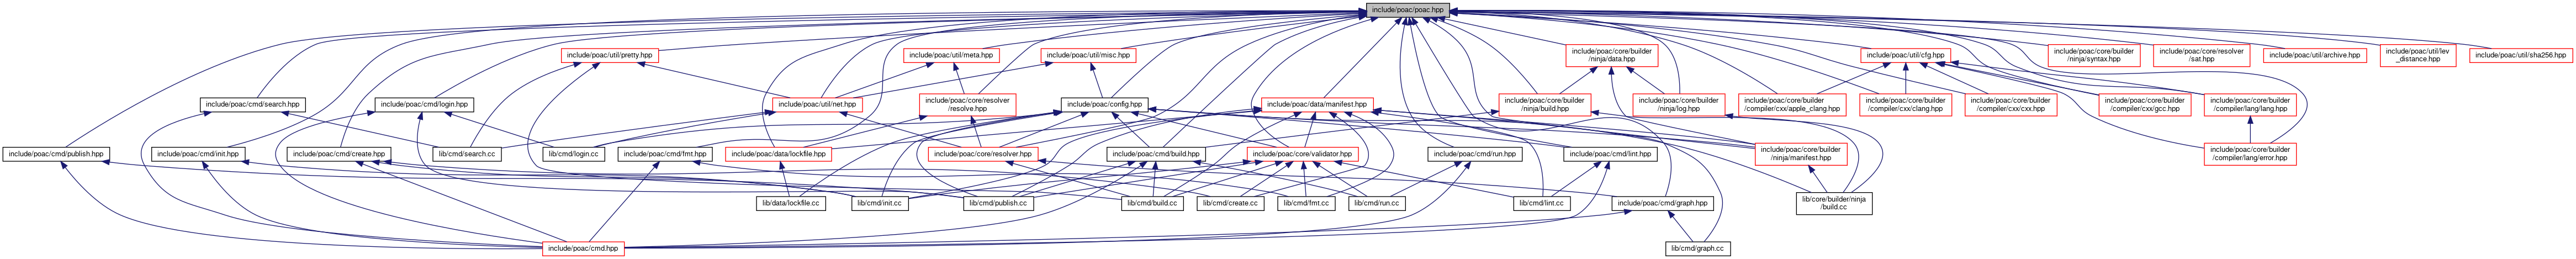 include/poac/poac.hpp
include/poac/util/pretty.hpp
include/poac/util/meta.hpp
include/poac/util/misc.hpp
include/poac/core/builder
/ninja/data.hpp
include/poac/util/cfg.hpp
include/poac/core/builder
/ninja/syntax.hpp
include/poac/core/resolver
/sat.hpp
include/poac/util/archive.hpp
include/poac/util/lev
_distance.hpp
include/poac/util/sha256.hpp
include/poac/cmd/search.hpp
include/poac/cmd/login.hpp
include/poac/util/net.hpp
include/poac/core/resolver
/resolve.hpp
include/poac/config.hpp
include/poac/data/manifest.hpp
include/poac/core/builder
/ninja/build.hpp
include/poac/core/builder
/ninja/log.hpp
include/poac/core/builder
/compiler/cxx/apple_clang.hpp
include/poac/core/builder
/compiler/cxx/clang.hpp
include/poac/core/builder
/compiler/cxx/cxx.hpp
include/poac/core/builder
/compiler/cxx/gcc.hpp
include/poac/core/builder
/compiler/lang/lang.hpp
include/poac/cmd/publish.hpp
include/poac/cmd/init.hpp
include/poac/cmd/create.hpp
lib/cmd/search.cc
lib/cmd/login.cc
include/poac/cmd/fmt.hpp
include/poac/data/lockfile.hpp
include/poac/core/resolver.hpp
include/poac/cmd/build.hpp
include/poac/core/validator.hpp
include/poac/cmd/run.hpp
include/poac/cmd/lint.hpp
include/poac/core/builder
/ninja/manifest.hpp
include/poac/core/builder
/compiler/lang/error.hpp
lib/data/lockfile.cc
lib/cmd/init.cc
lib/cmd/publish.cc
lib/cmd/build.cc
lib/cmd/create.cc
lib/cmd/fmt.cc
lib/cmd/run.cc
lib/cmd/lint.cc
include/poac/cmd/graph.hpp
lib/core/builder/ninja
/build.cc
include/poac/cmd.hpp
lib/cmd/graph.cc